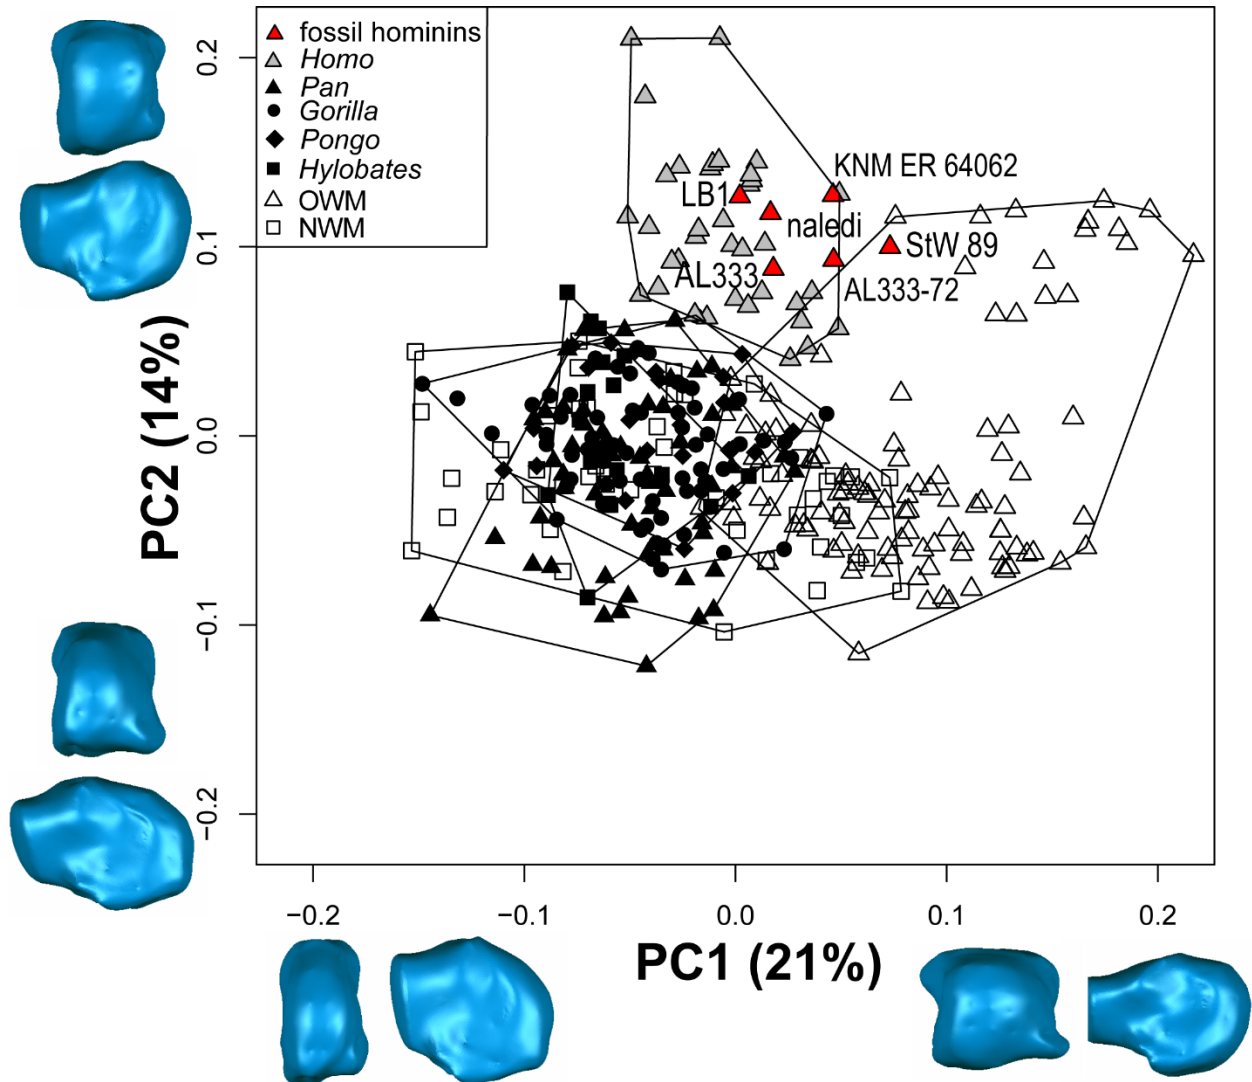 fossil hominins
Homo
Pan
Gorilla
Pongo
Hylobates
OWM
NWM
KNM ER 64062
LB1
naledi
StW 89
AL333
AL333-72
0.2
0.1
0.0
−0.1
−0.2
PC2 (14%)
−0.2
−0.1
0.0
0.1
0.2
PC1 (21%)